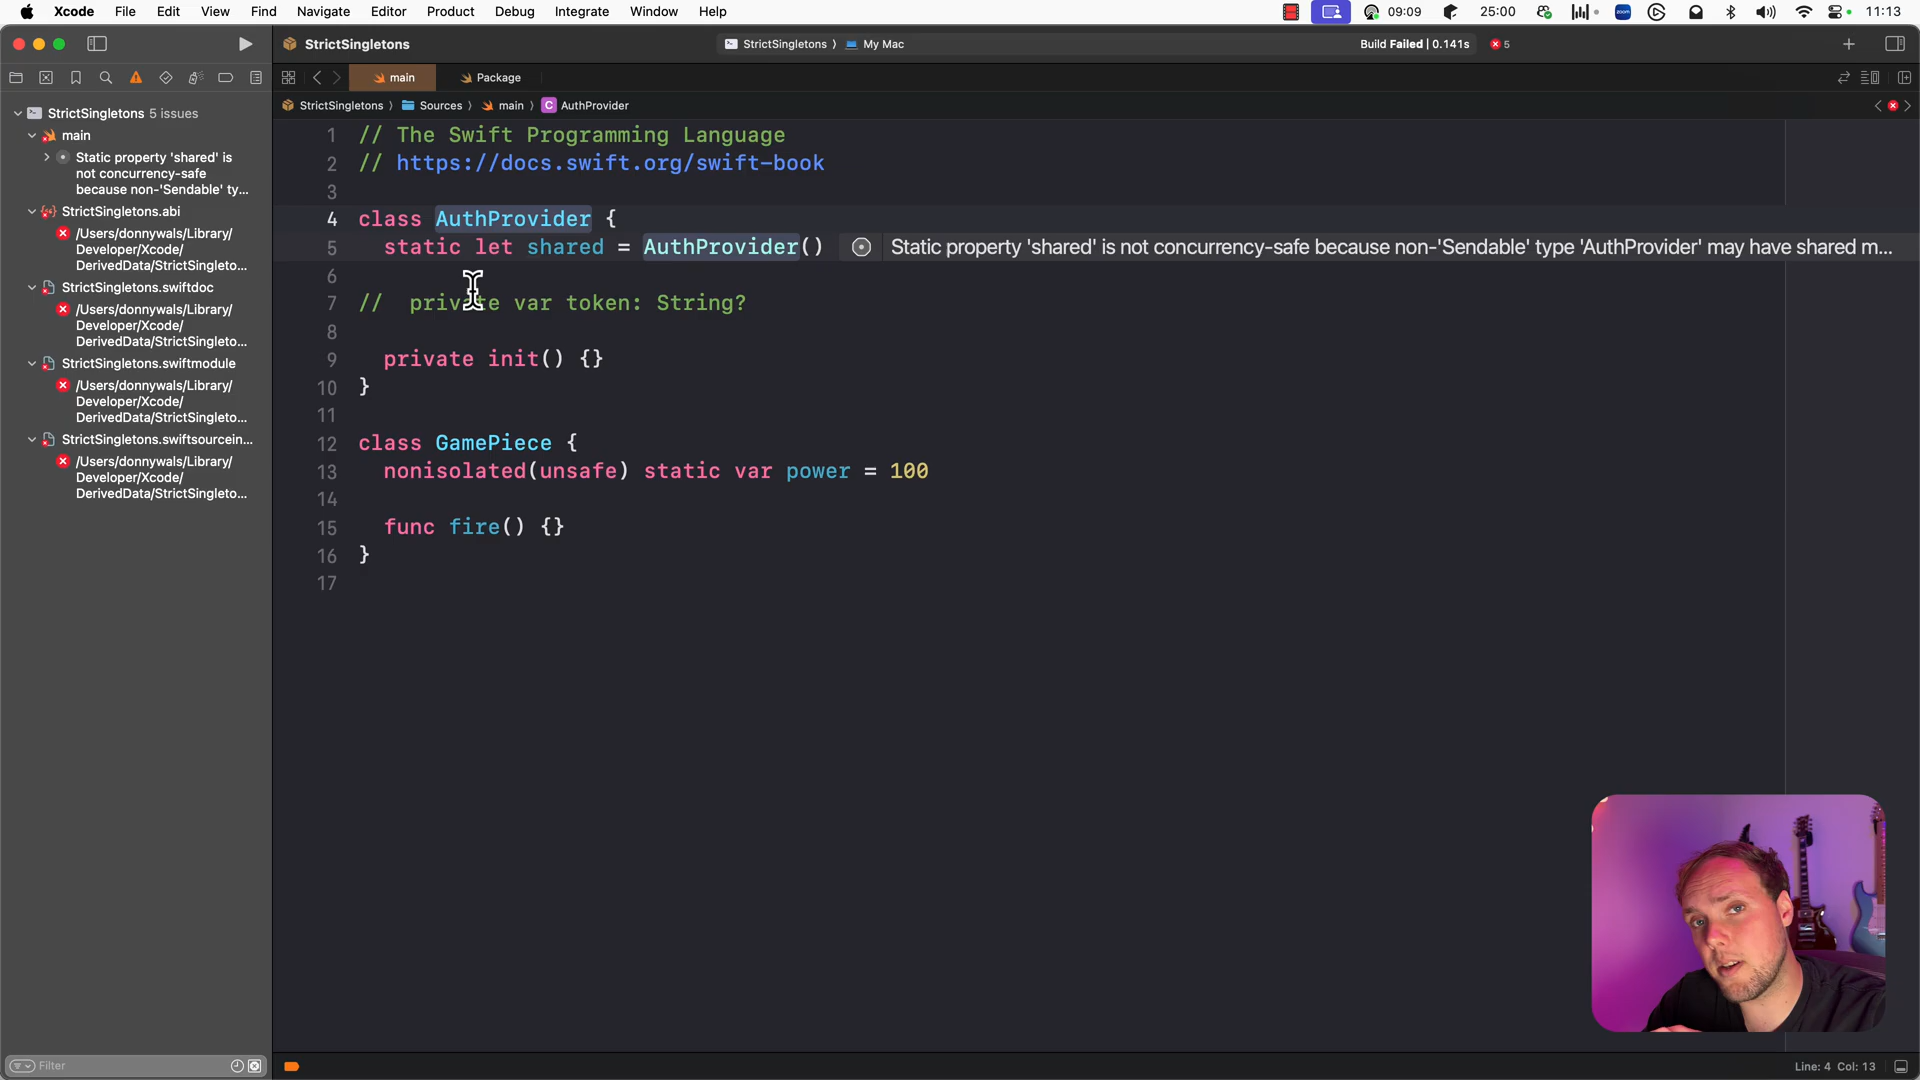 Xcode File Edit View Find Navigate Editor Product Debug Integrate Window Help 09:09 25:00 zoom 11:13
StrictSingletons
StrictSingletons 〉 My Mac
Build Failed | 0.141s 5
main Package
StrictSingletons 〉 Sources 〉 main 〉 C AuthProvider
StrictSingletons 5 issues
main
Static property 'shared' is
not concurrency-safe
because non-'Sendable' ty...
StrictSingletons.abi
/Users/donnywals/Library/
Developer/Xcode/
DerivedData/StrictSingleto...
StrictSingletons.swiftdoc
/Users/donnywals/Library/
Developer/Xcode/
DerivedData/StrictSingleto...
StrictSingletons.swiftmodule
/Users/donnywals/Library/
Developer/Xcode/
DerivedData/StrictSingleto...
StrictSingletons.swiftsourcein...
/Users/donnywals/Library/
Developer/Xcode/
DerivedData/StrictSingleto...
Filter
1 // The Swift Programming Language
2 // https://docs.swift.org/swift-book
3
4 class AuthProvider {
5 static let shared = AuthProvider() Static property 'shared' is not concurrency-safe because non-'Sendable' type 'AuthProvider' may have shared m...
6
7 // private var token: String?
8
9 private init() {}
10 }
11
12 class GamePiece {
13 nonisolated(unsafe) static var power = 100
14
15 func fire() {}
16 }
17
Line: 4 Col: 13